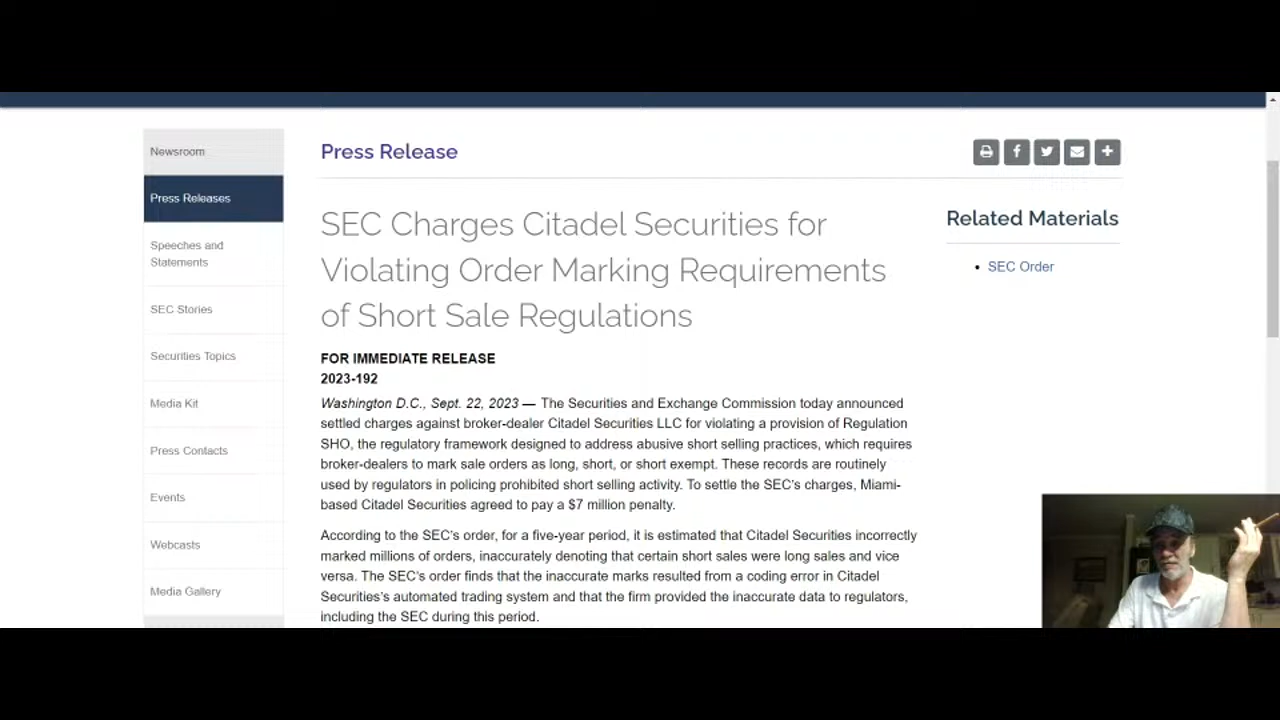 Newsroom
Press Releases
Speeches and
Statements
SEC Stories
Securities Topics
Media Kit
Press Contacts
Events
Webcasts
Media Gallery
Press Release
SEC Charges Citadel Securities for
Violating Order Marking Requirements
of Short Sale Regulations
FOR IMMEDIATE RELEASE
2023-192
Washington D.C., Sept. 22, 2023 — The Securities and Exchange Commission today announced
settled charges against broker-dealer Citadel Securities LLC for violating a provision of Regulation
SHO, the regulatory framework designed to address abusive short selling practices, which requires
broker-dealers to mark sale orders as long, short, or short exempt. These records are routinely
used by regulators in policing prohibited short selling activity. To settle the SEC's charges, Miami-
based Citadel Securities agreed to pay a $7 million penalty.
According to the SEC's order, for a five-year period, it is estimated that Citadel Securities incorrectly
marked millions of orders, inaccurately denoting that certain short sales were long sales and vice
versa. The SEC's order finds that the inaccurate marks resulted from a coding error in Citadel
Securities's automated trading system and that the firm provided the inaccurate data to regulators,
including the SEC during this period.
Related Materials
• SEC Order